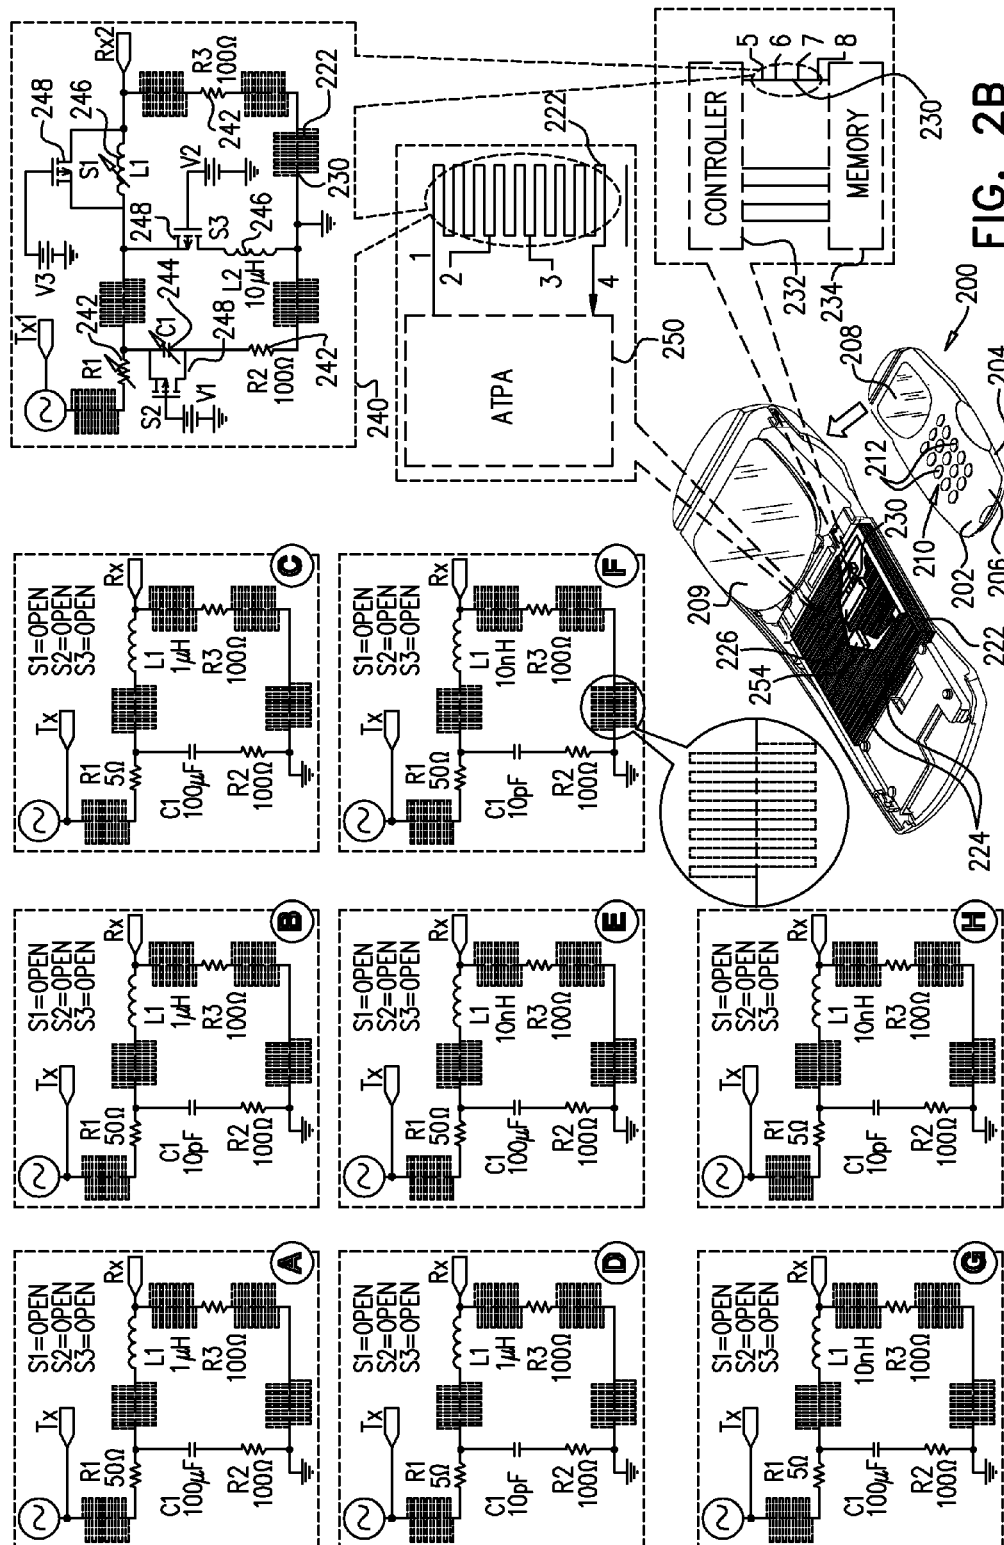 Tx
S1=OPEN
S2=OPEN
S3=OPEN
R1
50Ω
Rx
L1
1µH
C1
100µF
R3
100Ω
R2
100Ω
A
Tx
S1=OPEN
S2=OPEN
S3=OPEN
R1
50Ω
Rx
L1
1µH
C1
10pF
R3
100Ω
R2
100Ω
B
Tx
S1=OPEN
S2=OPEN
S3=OPEN
R1
5Ω
Rx
L1
1µH
C1
100µF
R3
100Ω
R2
100Ω
C
Tx1
V3
248
S1
246
L1
Rx2
R1
242
244
C1
248
S2
V1
248
S3
V2
246
L2
10µH
R3
100Ω
242
R2
100Ω
242
222
230
240
Tx
S1=OPEN
S2=OPEN
S3=OPEN
R1
5Ω
Rx
L1
1µH
C1
10pF
R3
100Ω
R2
100Ω
D
Tx
S1=OPEN
S2=OPEN
S3=OPEN
R1
50Ω
Rx
L1
10nH
C1
100µF
R3
100Ω
R2
100Ω
E
Tx
S1=OPEN
S2=OPEN
S3=OPEN
R1
50Ω
Rx
L1
10nH
C1
10pF
R3
100Ω
R2
100Ω
F
ATPA
1
2
3
4
222
250
Tx
S1=OPEN
S2=OPEN
S3=OPEN
R1
5Ω
Rx
L1
10nH
C1
100µF
R3
100Ω
R2
100Ω
G
Tx
S1=OPEN
S2=OPEN
S3=OPEN
R1
5Ω
Rx
L1
10nH
C1
10pF
R3
100Ω
R2
100Ω
H
209
226
254
224
222
230
CONTROLLER
MEMORY
232
234
5
6
7
8
230
200
208
212
210
202
206
204
FIG. 2B